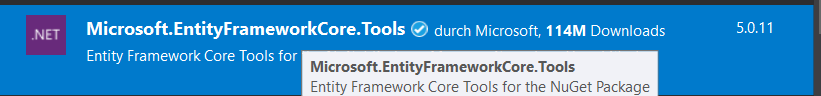 .NET
Microsoft.EntityFrameworkCore.Tools durch Microsoft, 114M Downloads 5.0.11
Entity Framework Core Tools for
Microsoft.EntityFrameworkCore.Tools
Entity Framework Core Tools for the NuGet Package